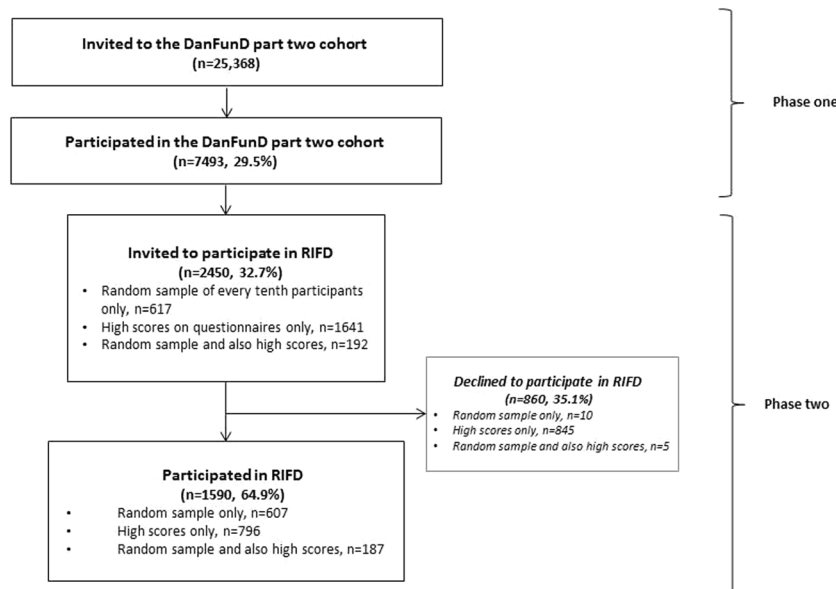 Invited to the DanFunD part two cohort
(n=25,368)
Phase one
Participated in the DanFunD part two cohort
(n=7493, 29.5%)
Invited to participate in RIFD
(n=2450, 32.7%)
• Random sample of every tenth participants
only, n=617
• High scores on questionnaires only, n=1641
• Random sample and also high scores, n=192
Declined to participate in RIFD
(n=860, 35.1%)
• Random sample only, n=10
• High scores only, n=845
• Random sample and also high scores, n=5
Phase two
Participated in RIFD
(n=1590, 64.9%)
• Random sample only, n=607
• High scores only, n=796
• Random sample and also high scores, n=187